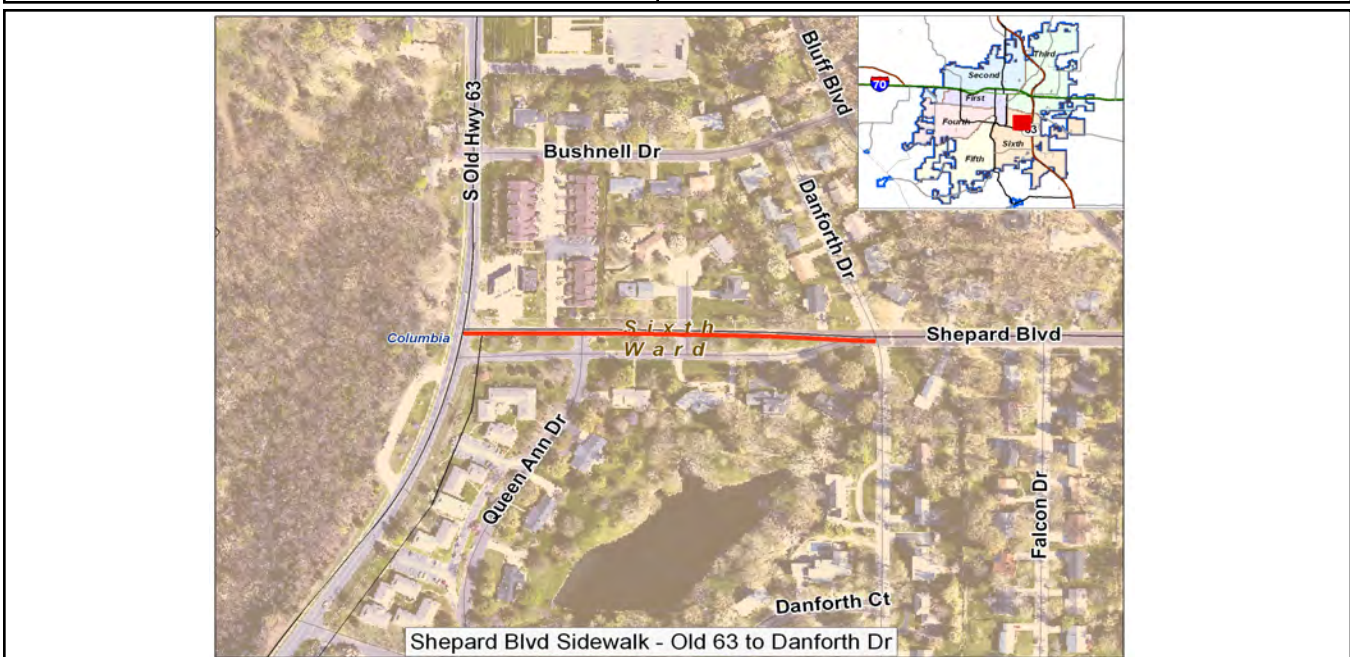 S Old Hwy 63
Bluff Blvd
Bushnell Dr
Danforth Dr
Third
Second
70
First
Fourth
63
Sixth
Fifth
Columbia
Sixth
Ward
Shepard Blvd
Queen Ann Dr
Falcon Dr
Danforth Ct
Shepard Blvd Sidewalk - Old 63 to Danforth Dr